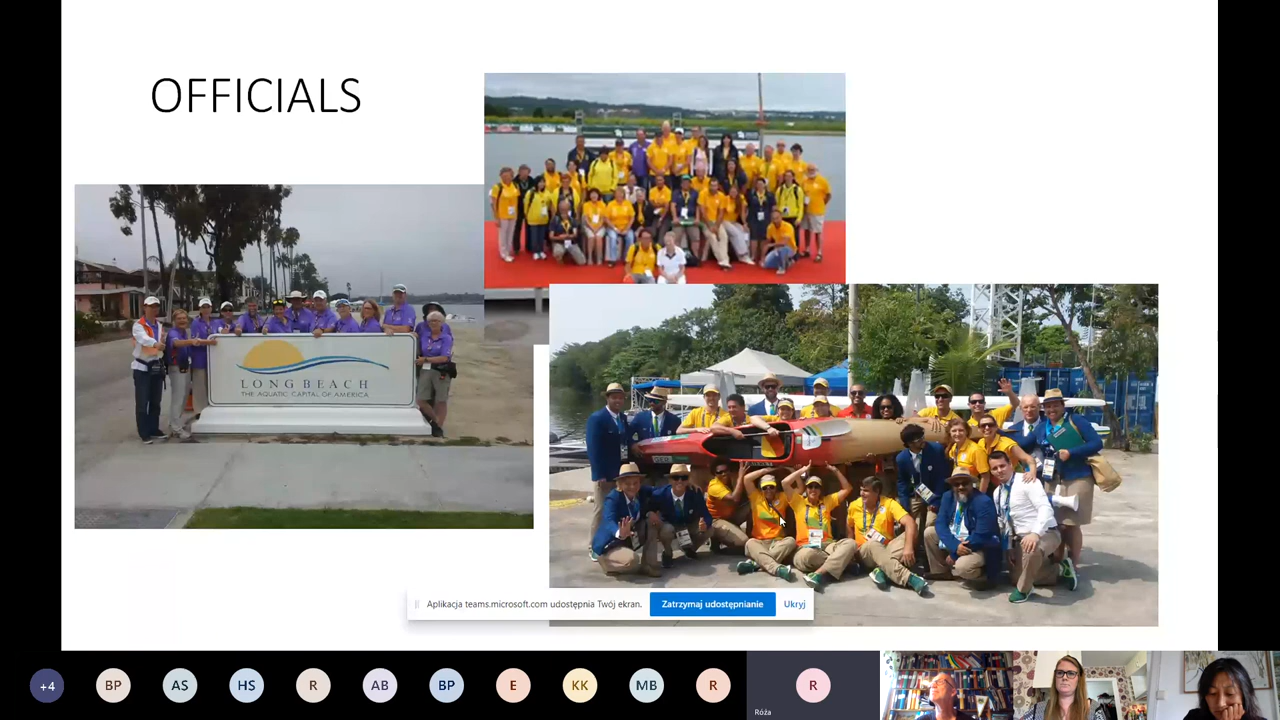 OFFICIALS
LONG BEACH
THE AQUATIC CAPITAL OF AMERICA
Aplikacja teams.microsoft.com udostępnia Twój ekran.
Zatrzymaj udostępnianie
Ukryj
+4
BP
AS
HS
R
AB
BP
E
KK
MB
R
R
Róża